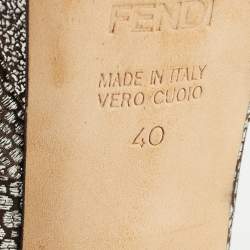 FENDI
MADE IN ITALY
VERO CUOIO
40